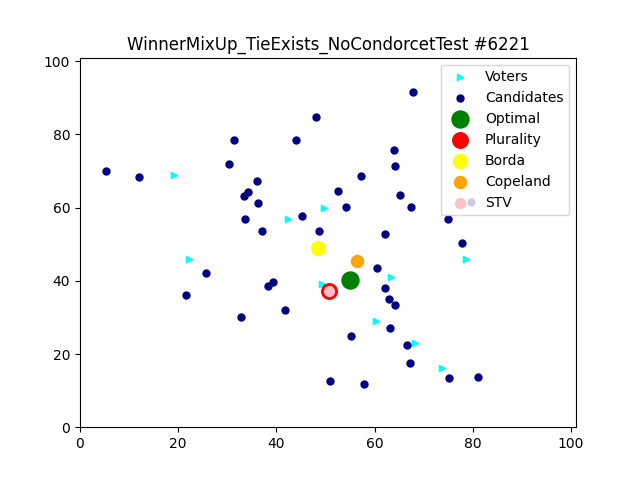 WinnerMixUp_TieExists_NoCondorcetTest #6221
100
80
60
40
20
0
0 20 40 60 80 100
Voters
Candidates
Optimal
Plurality
Borda
Copeland
STV